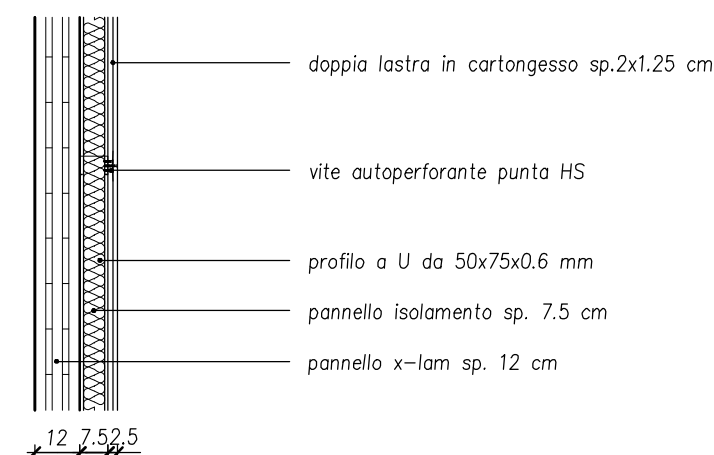 doppia lastra in cartongesso sp.2x1.25 cm
vite autoperforante punta HS
profilo a U da 50x75x0.6 mm
pannello isolamento sp. 7.5 cm
pannello x-lam sp. 12 cm
12 7.5 2.5